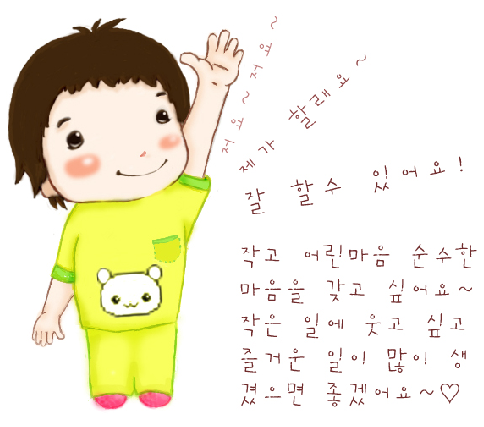 저요~저요~
제가 할래요~
잘 할수 있어요!
작고 어린마음 순수한
마음을 갖고 싶어요~
작은 일에 웃고 싶고
즐거운 일이 많이 생
겼으면 좋겠어요~♡